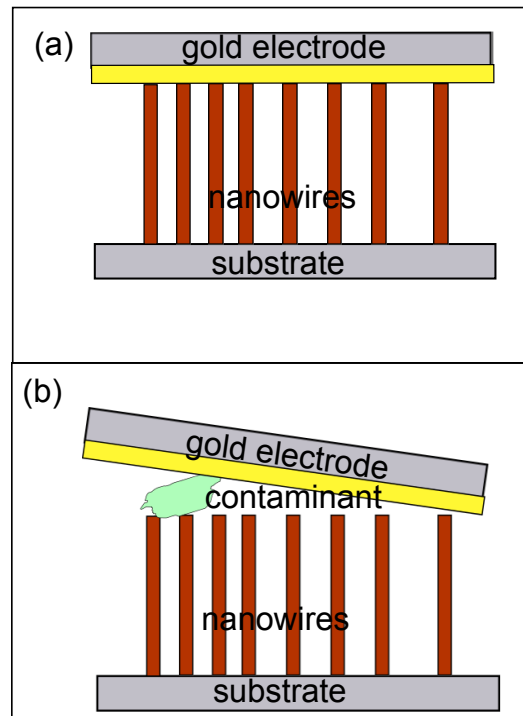 (a)
gold electrode
nanowires
substrate
(b)
gold electrode
contaminant
nanowires
substrate